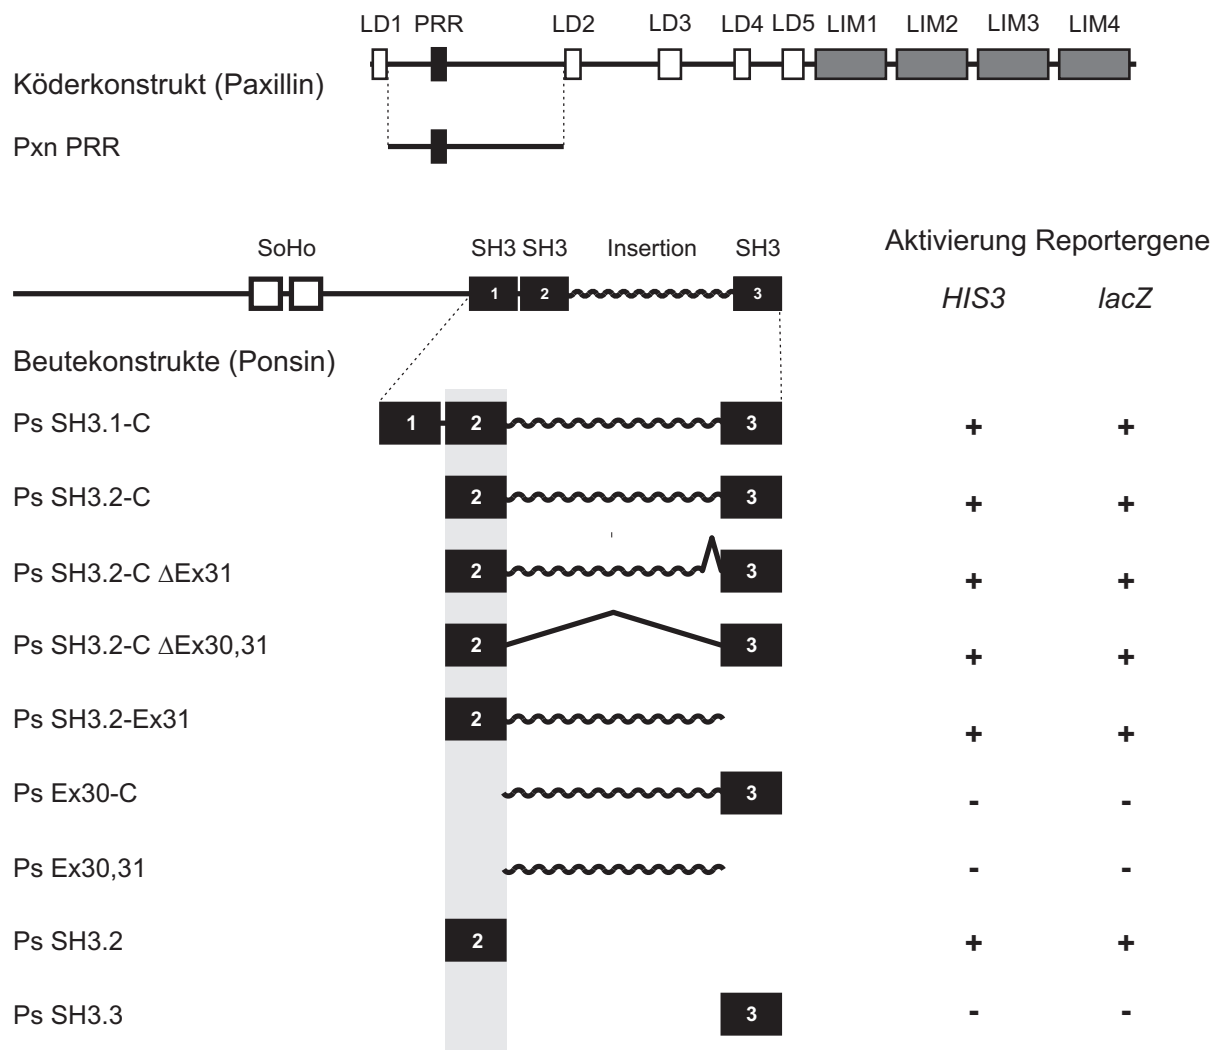 LD1 PRR LD2 LD3 LD4 LD5 LIM1 LIM2 LIM3 LIM4
Köderkonstrukt (Paxillin)
Pxn PRR
SoHo SH3 SH3 Insertion SH3
Aktivierung Reportergene
1 2 3
HIS3 lacZ
Beutekonstrukte (Ponsin)
Ps SH3.1-C 1 2 3 + +
Ps SH3.2-C 2 3 + +
Ps SH3.2-C ΔEx31 2 3 + +
Ps SH3.2-C ΔEx30,31 2 3 + +
Ps SH3.2-Ex31 2 + +
Ps Ex30-C 3 - -
Ps Ex30,31 - -
Ps SH3.2 2 + +
Ps SH3.3 3 - -